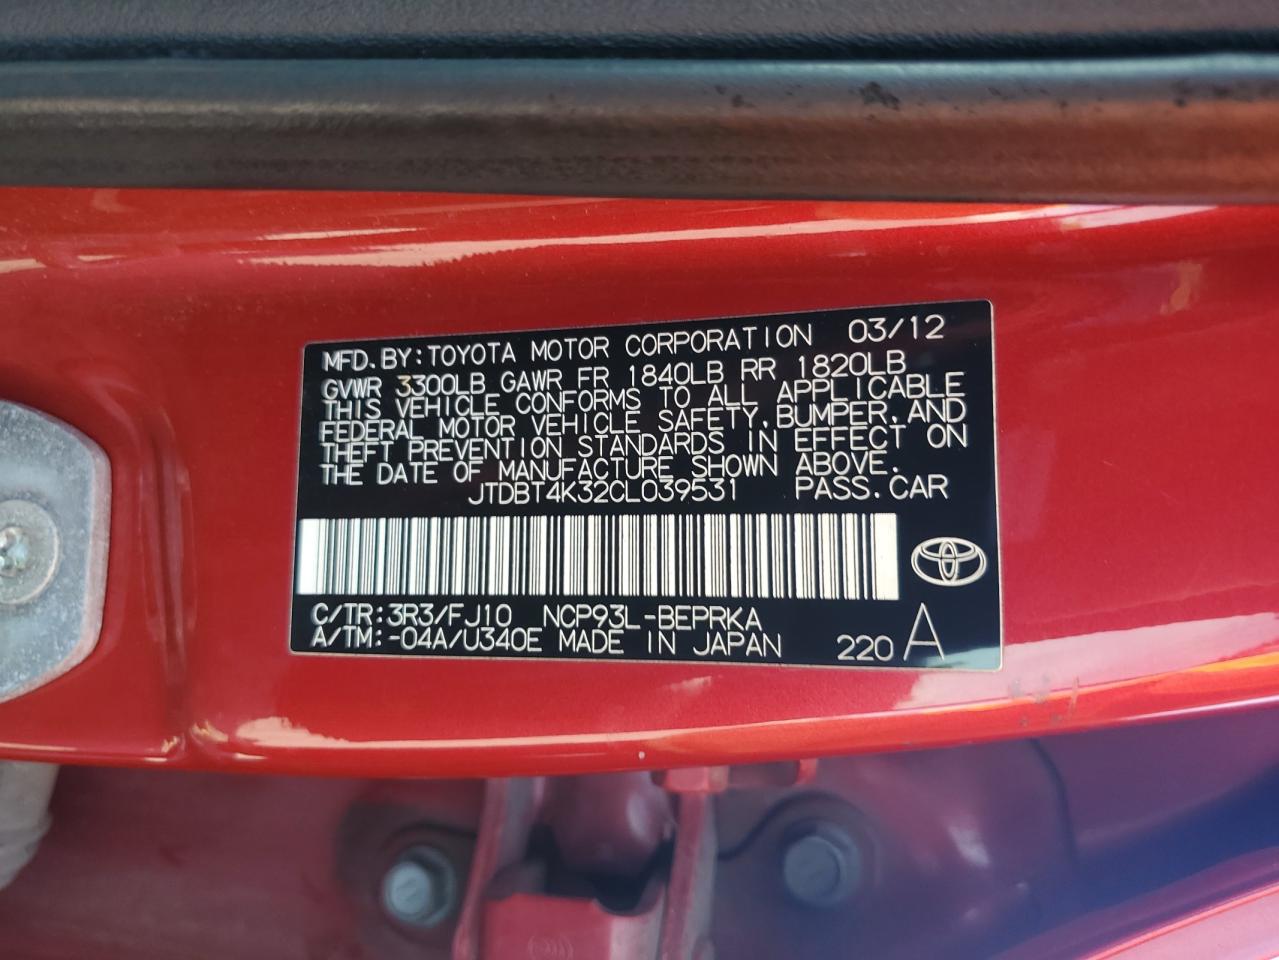 MFD.BY:TOYOTA MOTOR CORPORATION 03/12
GVWR 3300LB GAWR FR 1840LB RR 1820LB
THIS VEHICLE CONFORMS TO ALL APPLICABLE
FEDERAL MOTOR VEHICLE SAFETY,BUMPER,AND
THEFT PREVENTION STANDARDS IN EFFECT ON
THE DATE OF MANUFACTURE SHOWN ABOVE.
JTDBT4K32CL039531 PASS.CAR
C/TR:3R3/FJ10 NCP93L-BEPRKA
A/TM:-04A/U340E MADE IN JAPAN 220 A